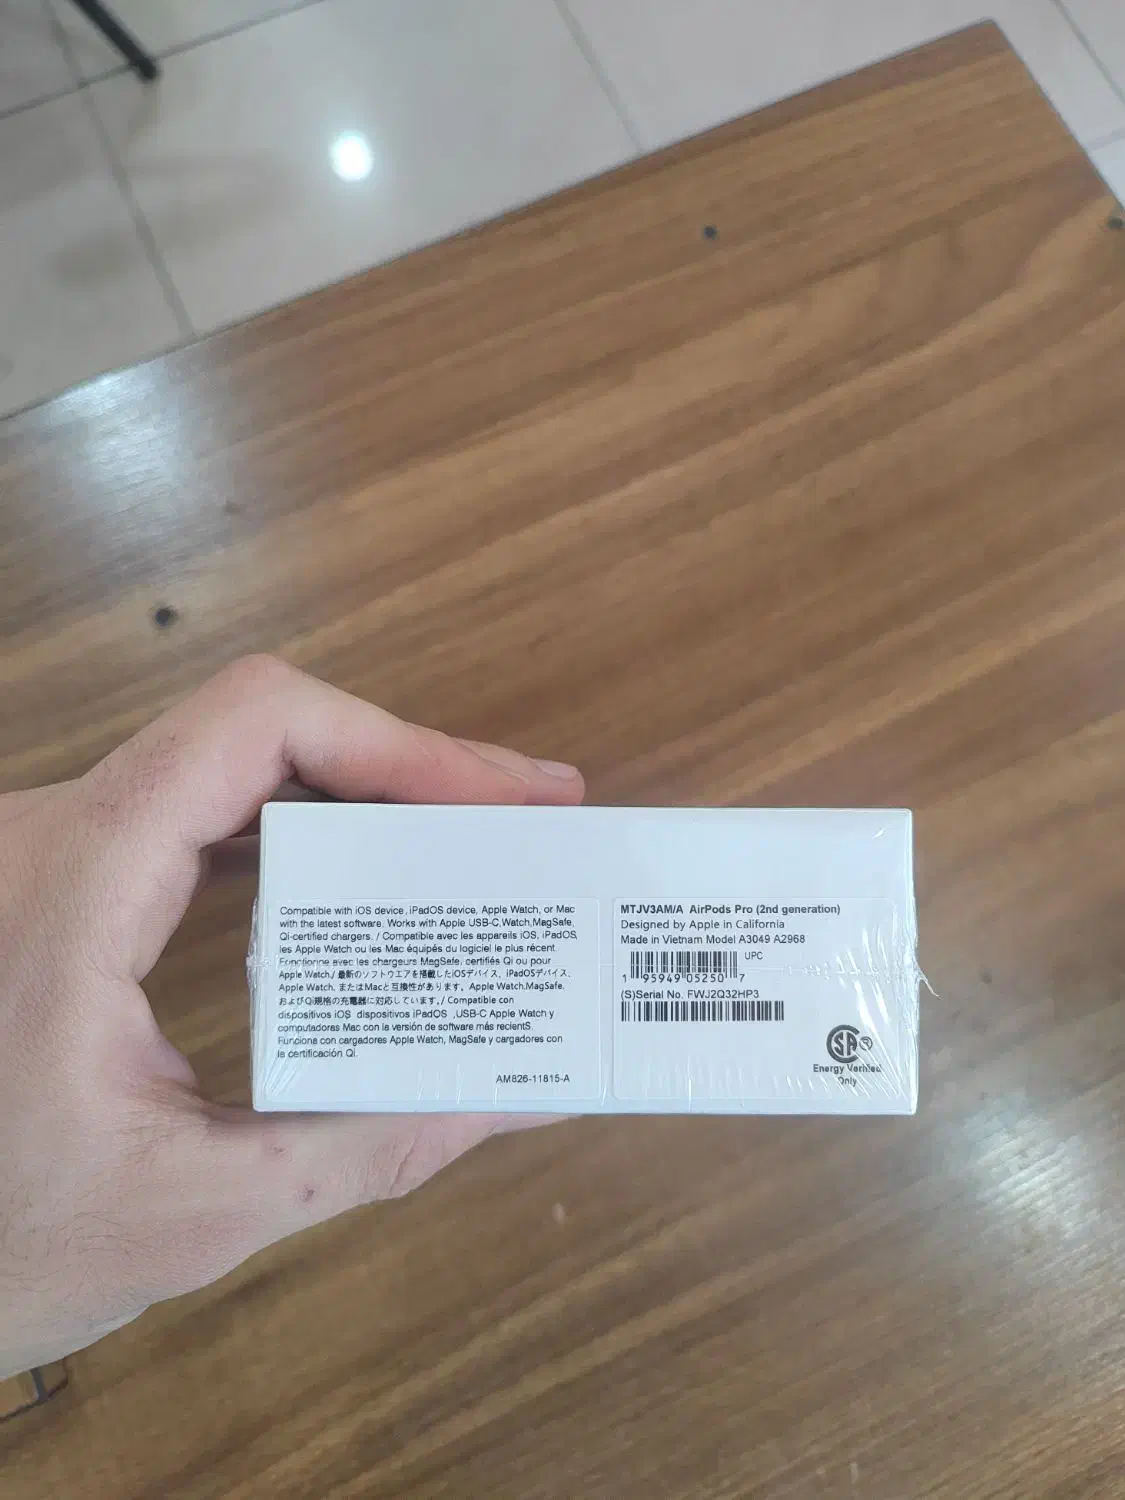 Compatible with iOS device, iPadOS device, Apple Watch, or Mac
with the latest software. Works with Apple USB-C,Watch,MagSafe,
Qi-certified chargers. / Compatible avec les appareils iOS, iPadOS,
les Apple Watch ou les Mac équipés du logiciel le plus récent.
Fonctionne avec les chargeurs MagSafe, certifiés Qi ou pour
Apple Watch./ 最新のソフトウエアを搭載したiOSデバイス、iPadOSデバイス、
Apple Watch、またはMacと互換性があります。Apple Watch,MagSafe、
およびQi規格の充電器に対応しています。/ Compatible con
dispositivos iOS dispositivos iPadOS ,USB-C Apple Watch y
computadoras Mac con la versión de software más recientS.
Funciona con cargadores Apple Watch, MagSafe y cargadores con
la certificación Qi.
AM826-11815-A
MTJV3AM/A AirPods Pro (2nd generation)
Designed by Apple in California
Made in Vietnam Model A3049 A2968
UPC
1 95949 05250 7
(S)Serial No. FWJ2Q32HP3
SA
Energy Verified
Only